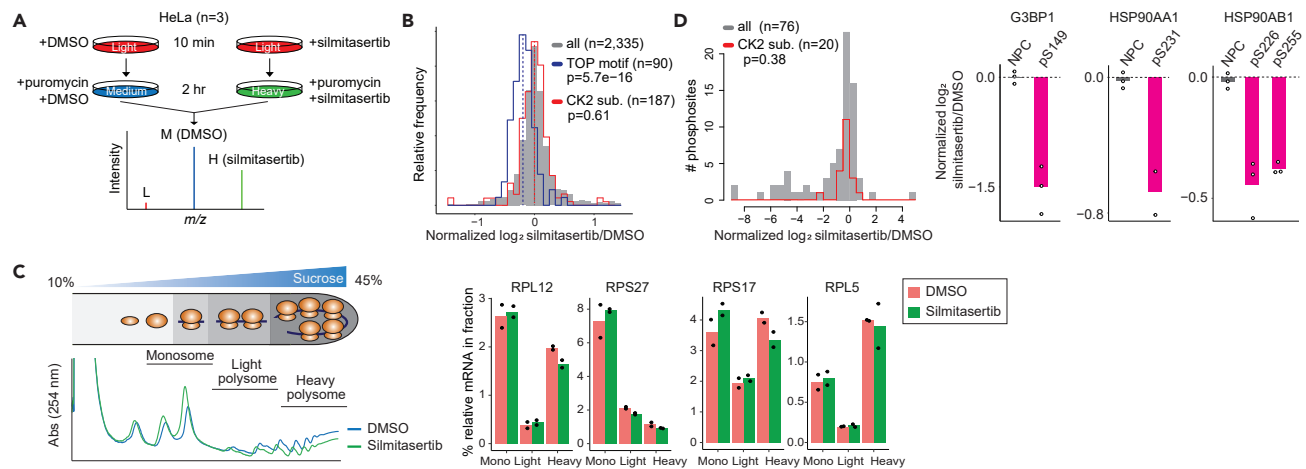 A
HeLa (n=3)
+DMSO
Light
10 min
Light
+silmitasertib
+puromycin
+DMSO
Medium
2 hr
Heavy
+puromycin
+silmitasertib
M (DMSO)
H (silmitasertib)
L
Intensity
m/z
B
all (n=2,335)
TOP motif (n=90)
p=5.7e−16
CK2 sub. (n=187)
p=0.61
Relative frequency
−1
0
1
Normalized log₂ silmitasertib/DMSO
D
all (n=76)
CK2 sub. (n=20)
p=0.38
# phosphosites
20
15
10
5
0
−8
−6
−4
−2
0
2
4
Normalized log₂ silmitasertib/DMSO
G3BP1
HSP90AA1
HSP90AB1
NPC
pS149
NPC
pS231
NPC
pS226
pS255
Normalized log₂
silmitasertib/DMSO
0.0
−1.5
0.0
−0.8
0.0
−0.5
C
10%
Sucrose
45%
Monosome
Light
polysome
Heavy
polysome
Abs (254 nm)
DMSO
Silmitasertib
% relative mRNA in fraction
RPL12
RPS27
RPS17
RPL5
3
2
1
0
8
6
4
2
0
4
3
2
1
0
1.5
1.0
0.5
0.0
Mono Light Heavy
Mono Light Heavy
Mono Light Heavy
Mono Light Heavy
DMSO
Silmitasertib